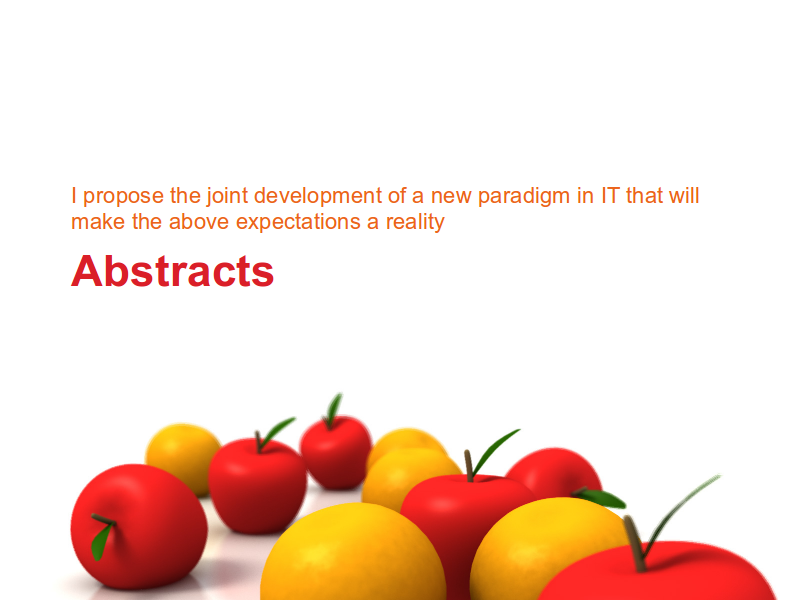 I propose the joint development of a new paradigm in IT that will
make the above expectations a reality
Abstracts